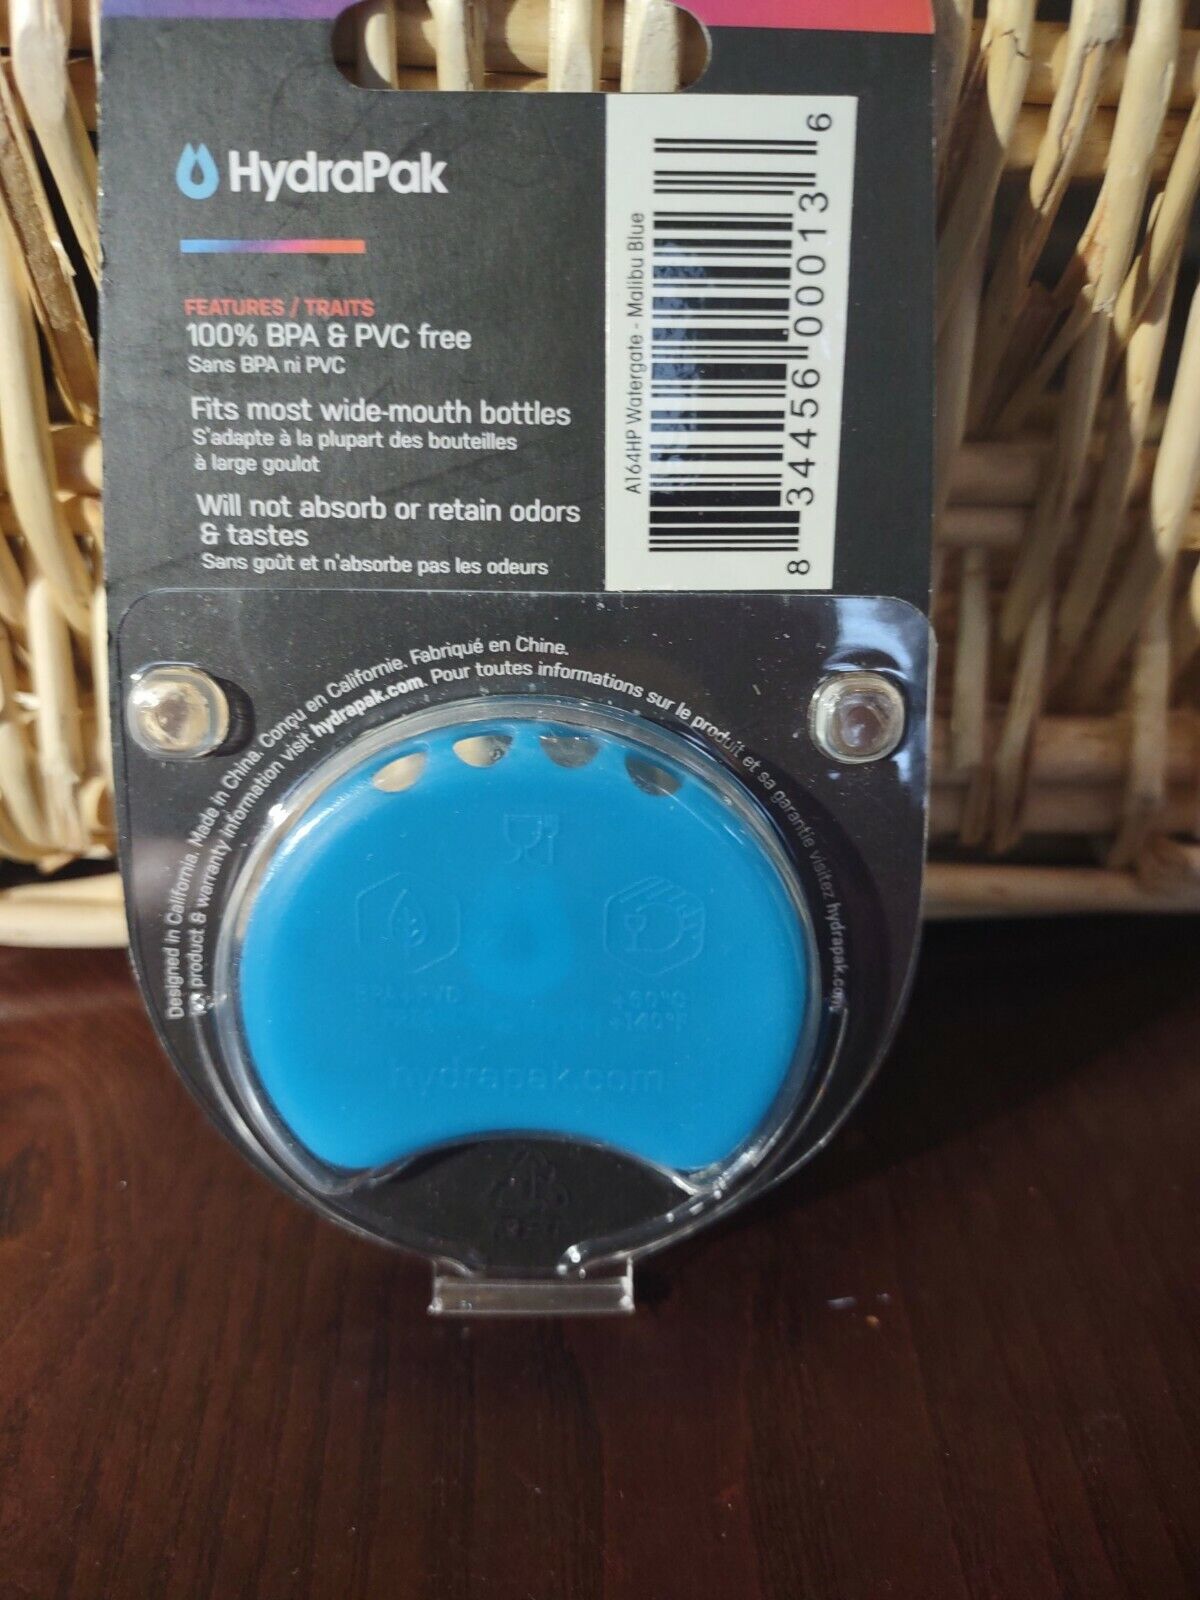 HydraPak
FEATURES / TRAITS
100% BPA & PVC free
Sans BPA ni PVC
Fits most wide-mouth bottles
S'adapte à la plupart des bouteilles
à large goulot
Will not absorb or retain odors
& tastes
Sans goût et n'absorbe pas les odeurs
A164HP Watergate - Malibu Blue
8 34456 00013 6
Designed in California. Made in China. Conçu en Californie. Fabriqué en Chine.
product & warranty information visit hydrapak.com. Pour toutes informations sur le produit et sa garantie visitez hydrapak.com
+60°C
+140°F
hydrapak.com